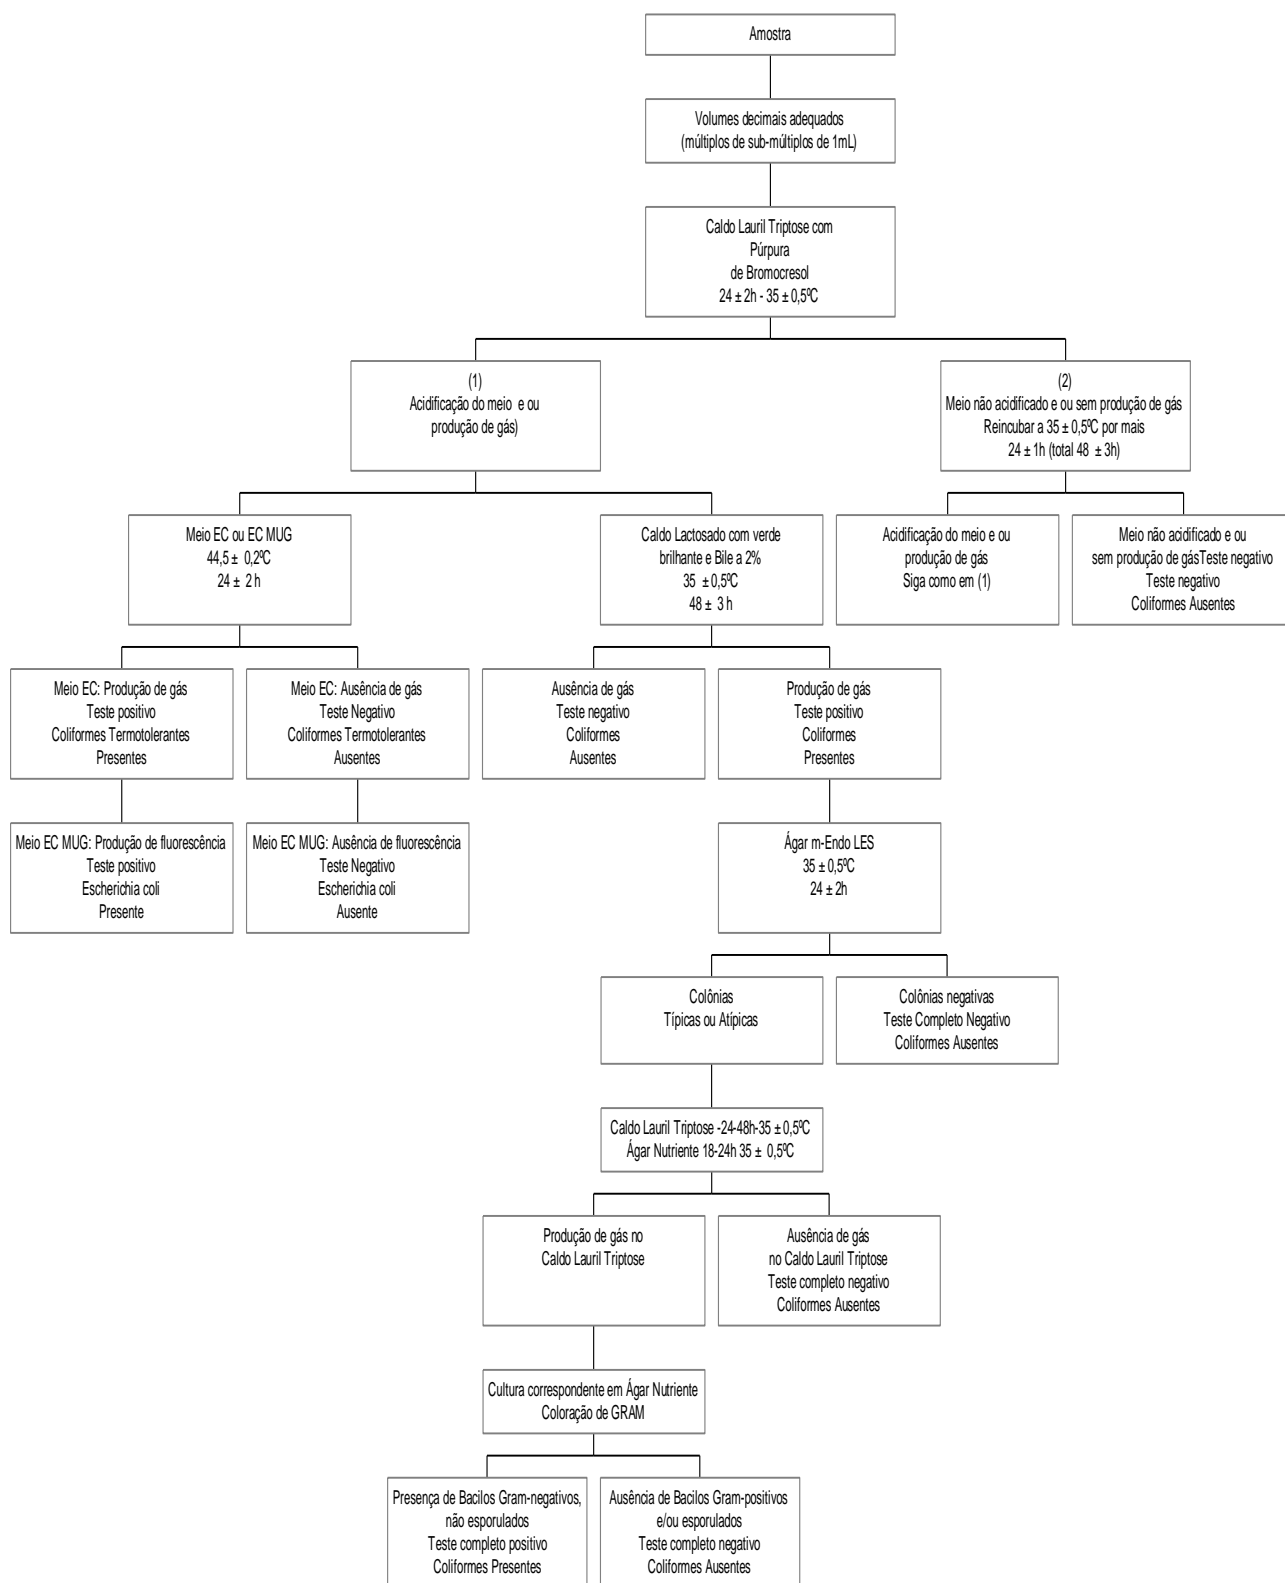 Amostra
Volumes decimais adequados
(múltiplos de sub-múltiplos de 1mL)
Caldo Lauril Triptose com
Púrpura
de Bromocresol
24 ± 2h - 35 ± 0,5ºC
(1)
Acidificação do meio e ou
produção de gás)
(2)
Meio não acidificado e ou sem produção de gás
Reincubar a 35 ± 0,5ºC por mais
24 ± 1h (total 48 ± 3h)
Meio EC ou EC MUG
44,5 ± 0,2ºC
24 ± 2 h
Caldo Lactosado com verde
brilhante e Bile a 2%
35 ± 0,5ºC
48 ± 3 h
Acidificação do meio e ou
produção de gás
Siga como em (1)
Meio não acidificado e ou
sem produção de gásTeste negativo
Teste negativo
Coliformes Ausentes
Meio EC: Produção de gás
Teste positivo
Coliformes Termotolerantes
Presentes
Meio EC: Ausência de gás
Teste Negativo
Coliformes Termotolerantes
Ausentes
Ausência de gás
Teste negativo
Coliformes
Ausentes
Produção de gás
Teste positivo
Coliformes
Presentes
Meio EC MUG: Produção de fluorescência
Teste positivo
Escherichia coli
Presente
Meio EC MUG: Ausência de fluorescência
Teste Negativo
Escherichia coli
Ausente
Ágar m-Endo LES
35 ± 0,5ºC
24 ± 2h
Colônias
Típicas ou Atípicas
Colônias negativas
Teste Completo Negativo
Coliformes Ausentes
Caldo Lauril Triptose -24-48h-35 ± 0,5ºC
Ágar Nutriente 18-24h 35 ± 0,5ºC
Produção de gás no
Caldo Lauril Triptose
Ausência de gás
no Caldo Lauril Triptose
Teste completo negativo
Coliformes Ausentes
Cultura correspondente em Ágar Nutriente
Coloração de GRAM
Presença de Bacilos Gram-negativos,
não esporulados
Teste completo positivo
Coliformes Presentes
Ausência de Bacilos Gram-positivos
e/ou esporulados
Teste completo negativo
Coliformes Ausentes